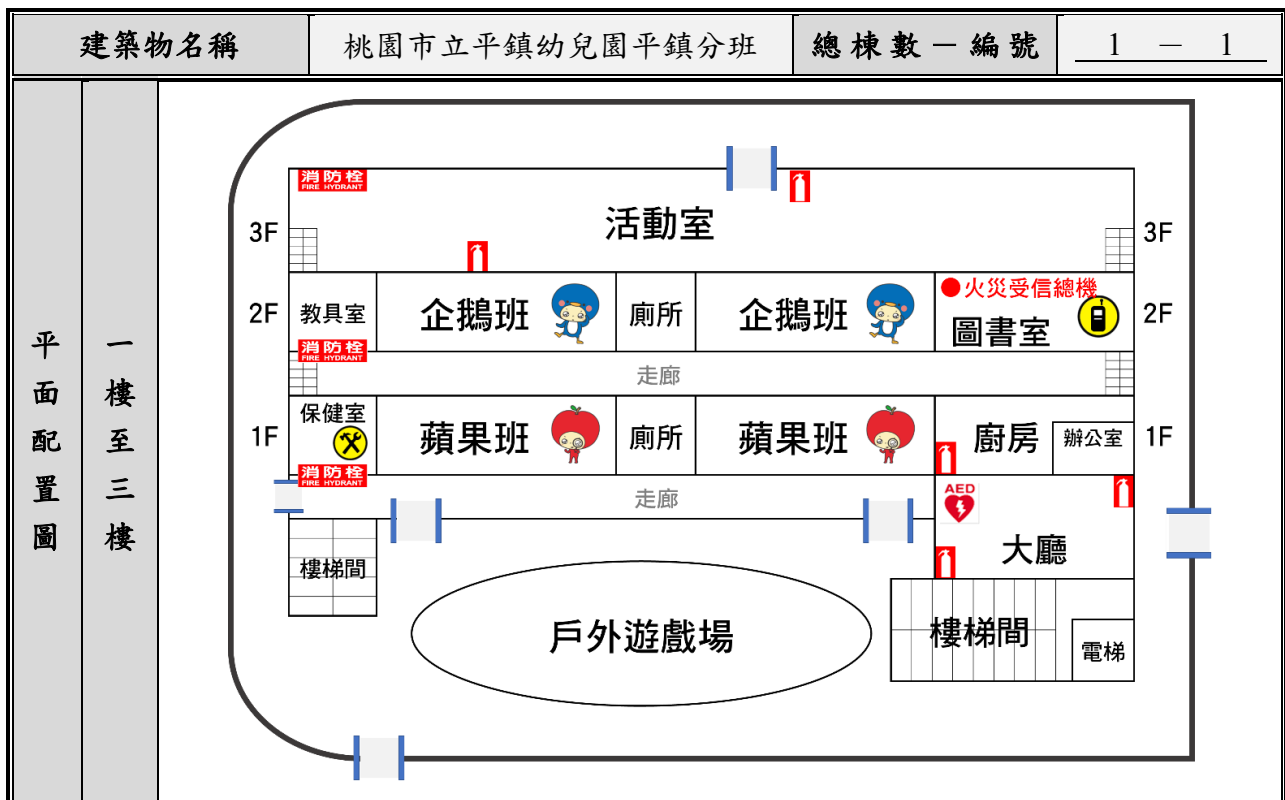 建築物名稱 桃園市立平鎮幼兒園平鎮分班 總棟數－編號 1 － 1
平面配置圖
一樓至三樓
消防栓
FIRE HYDRANT
3F 活動室 3F
2F 教具室 企鵝班 廁所 企鵝班 ●火災受信總機 2F
圖書室
消防栓
FIRE HYDRANT
走廊
1F 保健室 蘋果班 廁所 蘋果班 廚房 辦公室 1F
消防栓
FIRE HYDRANT
走廊
AED
大廳
樓梯間
戶外遊戲場
樓梯間
電梯